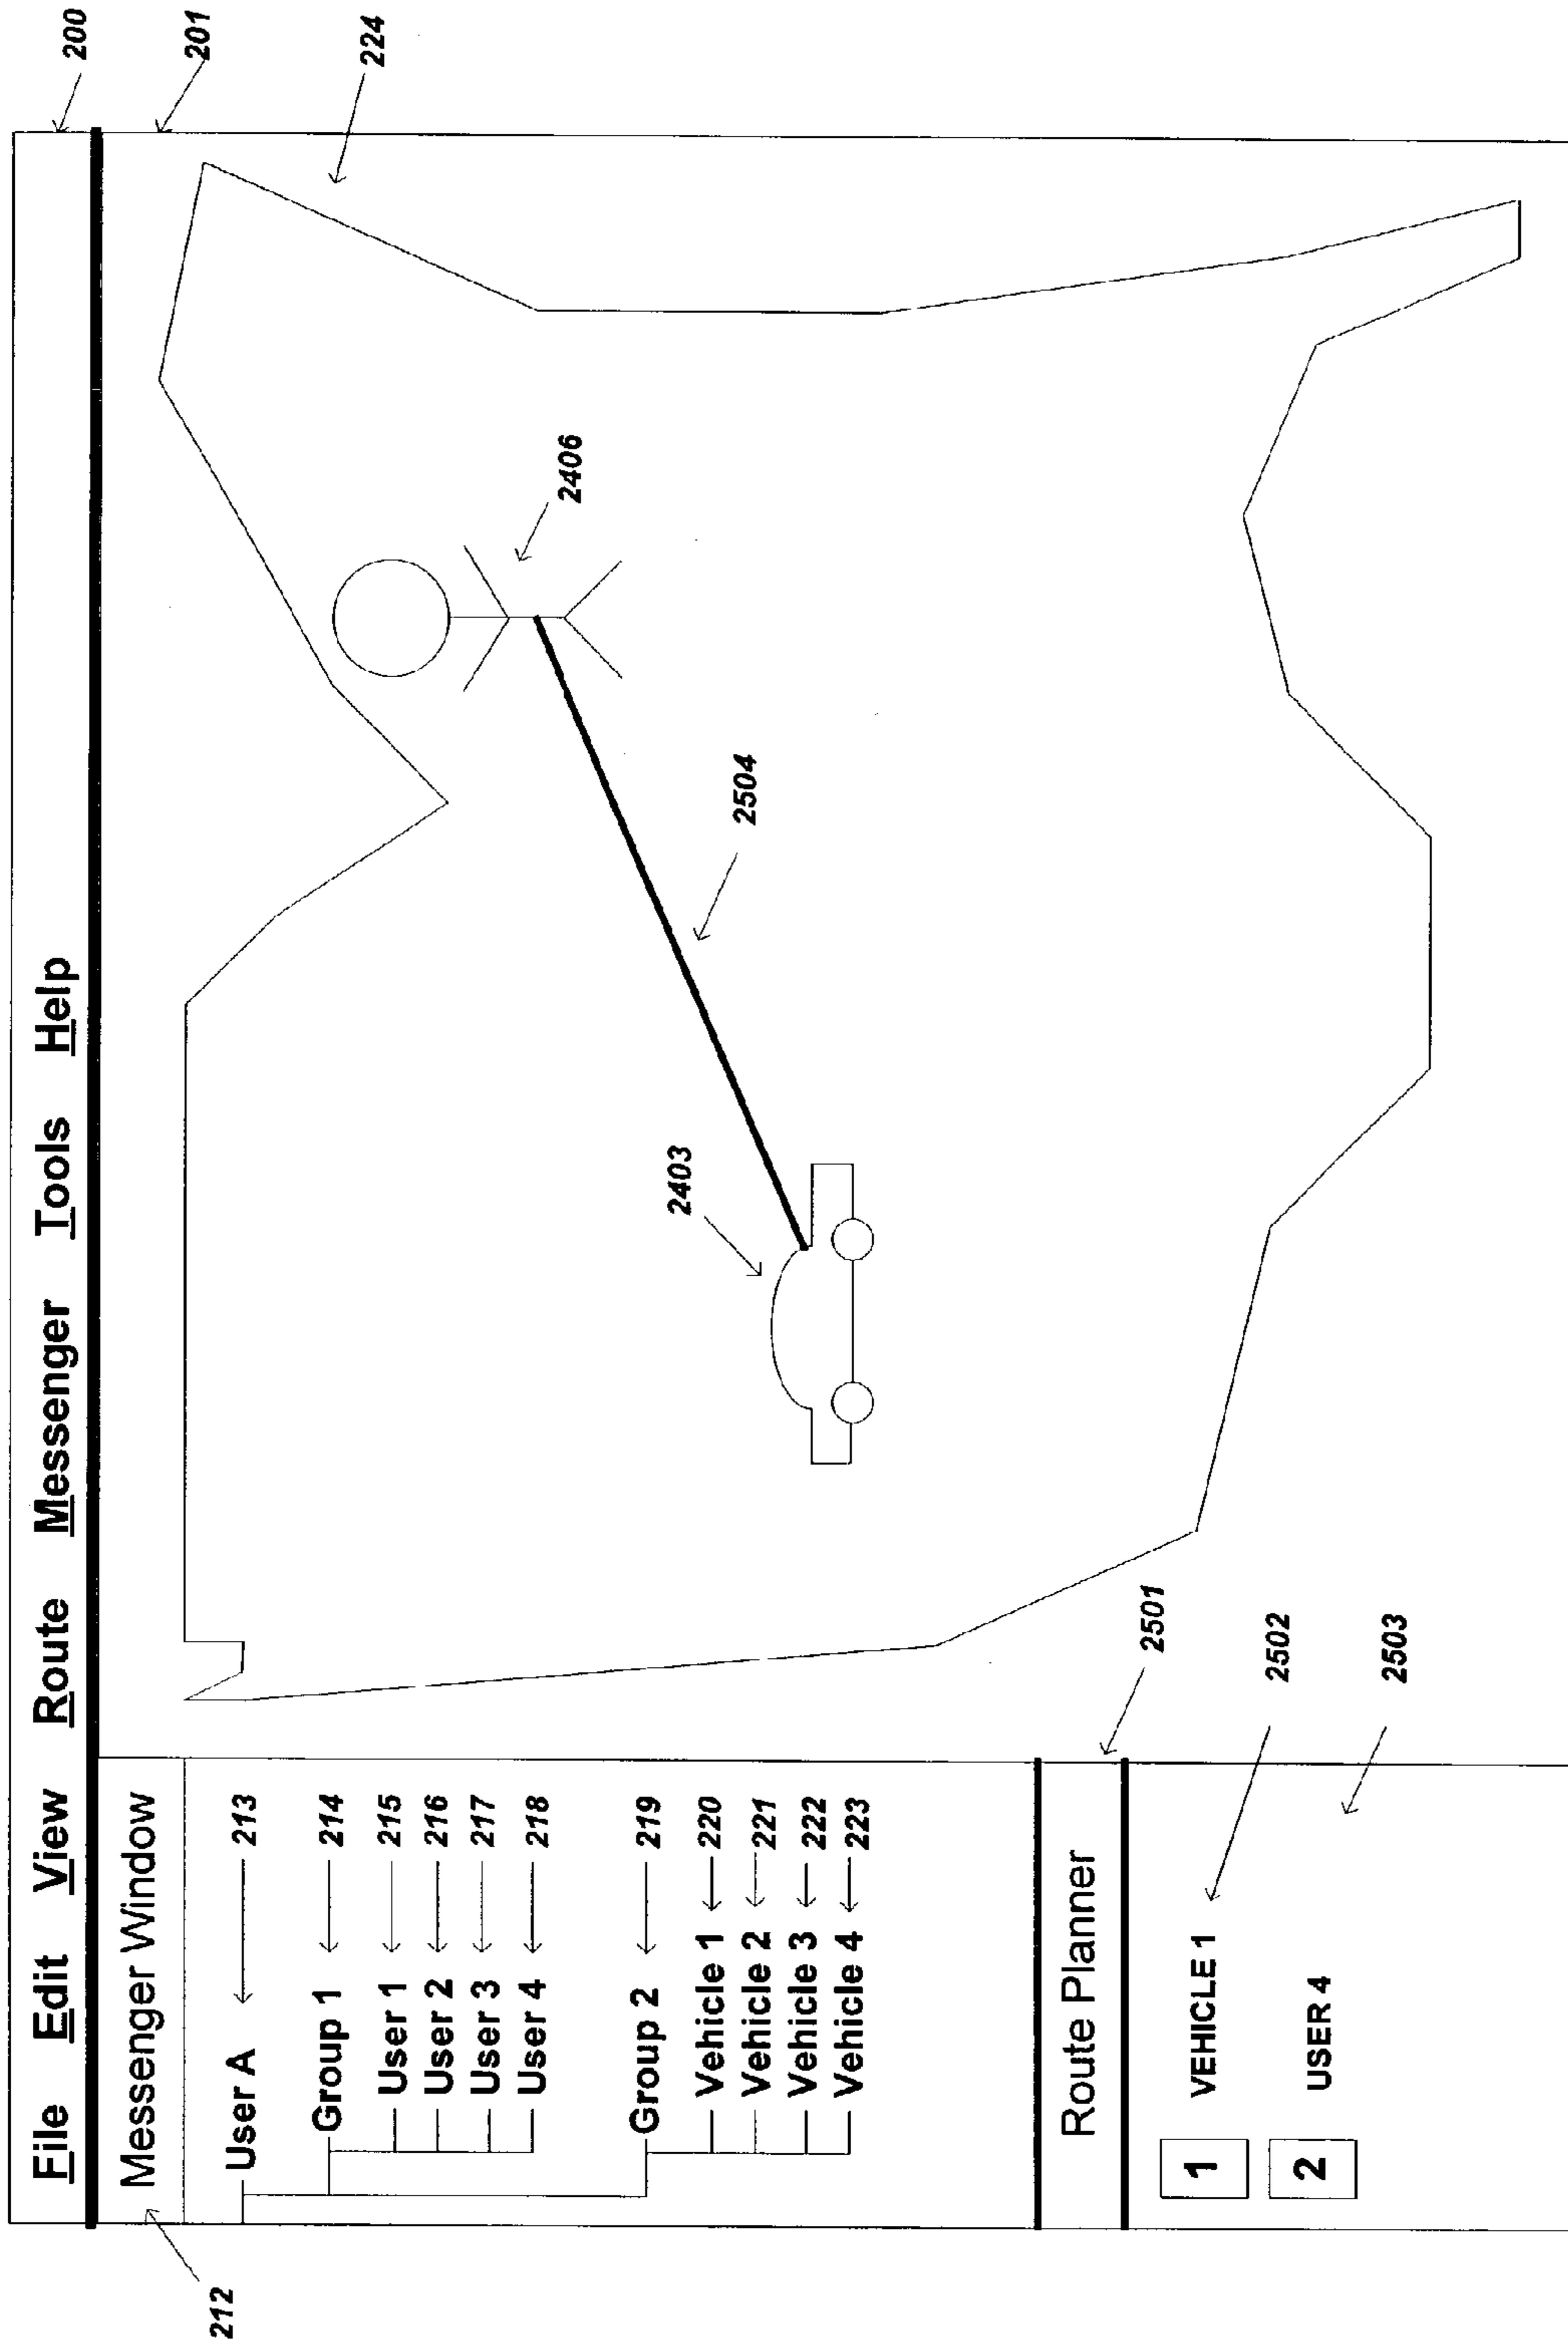 File Edit View Route Messenger Tools Help
200
201
224
212
Messenger Window
User A 213
Group 1 214
User 1 215
User 2 216
User 3 217
User 4 218
Group 2 219
Vehicle 1 220
Vehicle 2 221
Vehicle 3 222
Vehicle 4 223
2406
2504
2403
Route Planner
2501
1 VEHICLE 1
2502
2 USER 4
2503